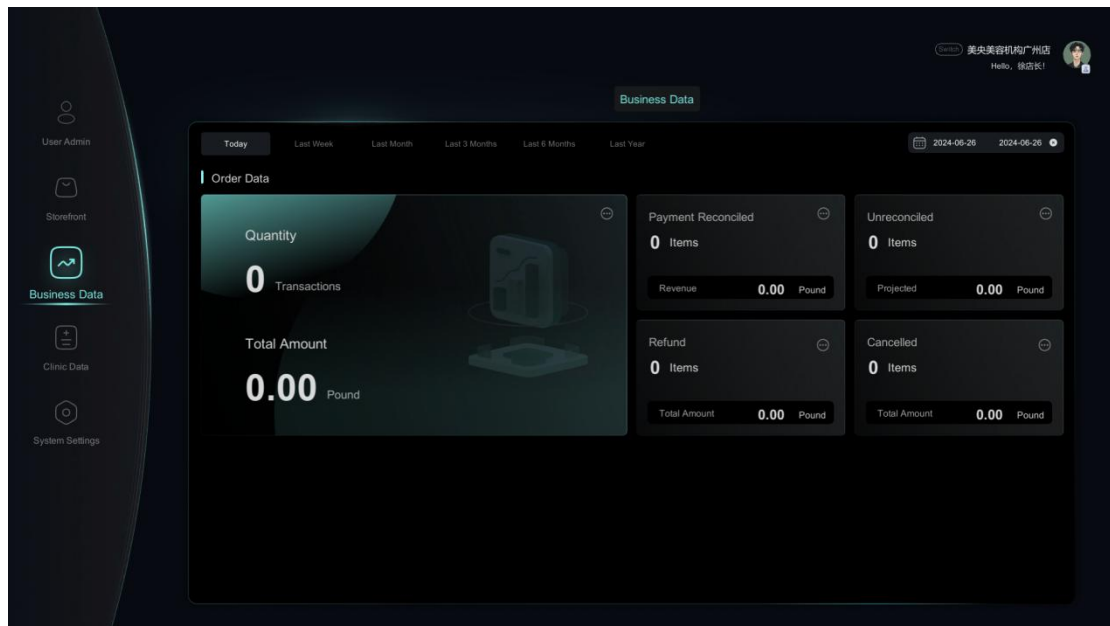 Switch 美央美容机构广州店
Hello, 徐店长!
Business Data
User Admin
Storefront
Business Data
Clinic Data
System Settings
Today Last Week Last Month Last 3 Months Last 6 Months Last Year 2024-06-26 2024-06-26
Order Data
Quantity
0 Transactions
Total Amount
0.00 Pound
Payment Reconciled
0 Items
Revenue 0.00 Pound
Unreconciled
0 Items
Projected 0.00 Pound
Refund
0 Items
Total Amount 0.00 Pound
Cancelled
0 Items
Total Amount 0.00 Pound